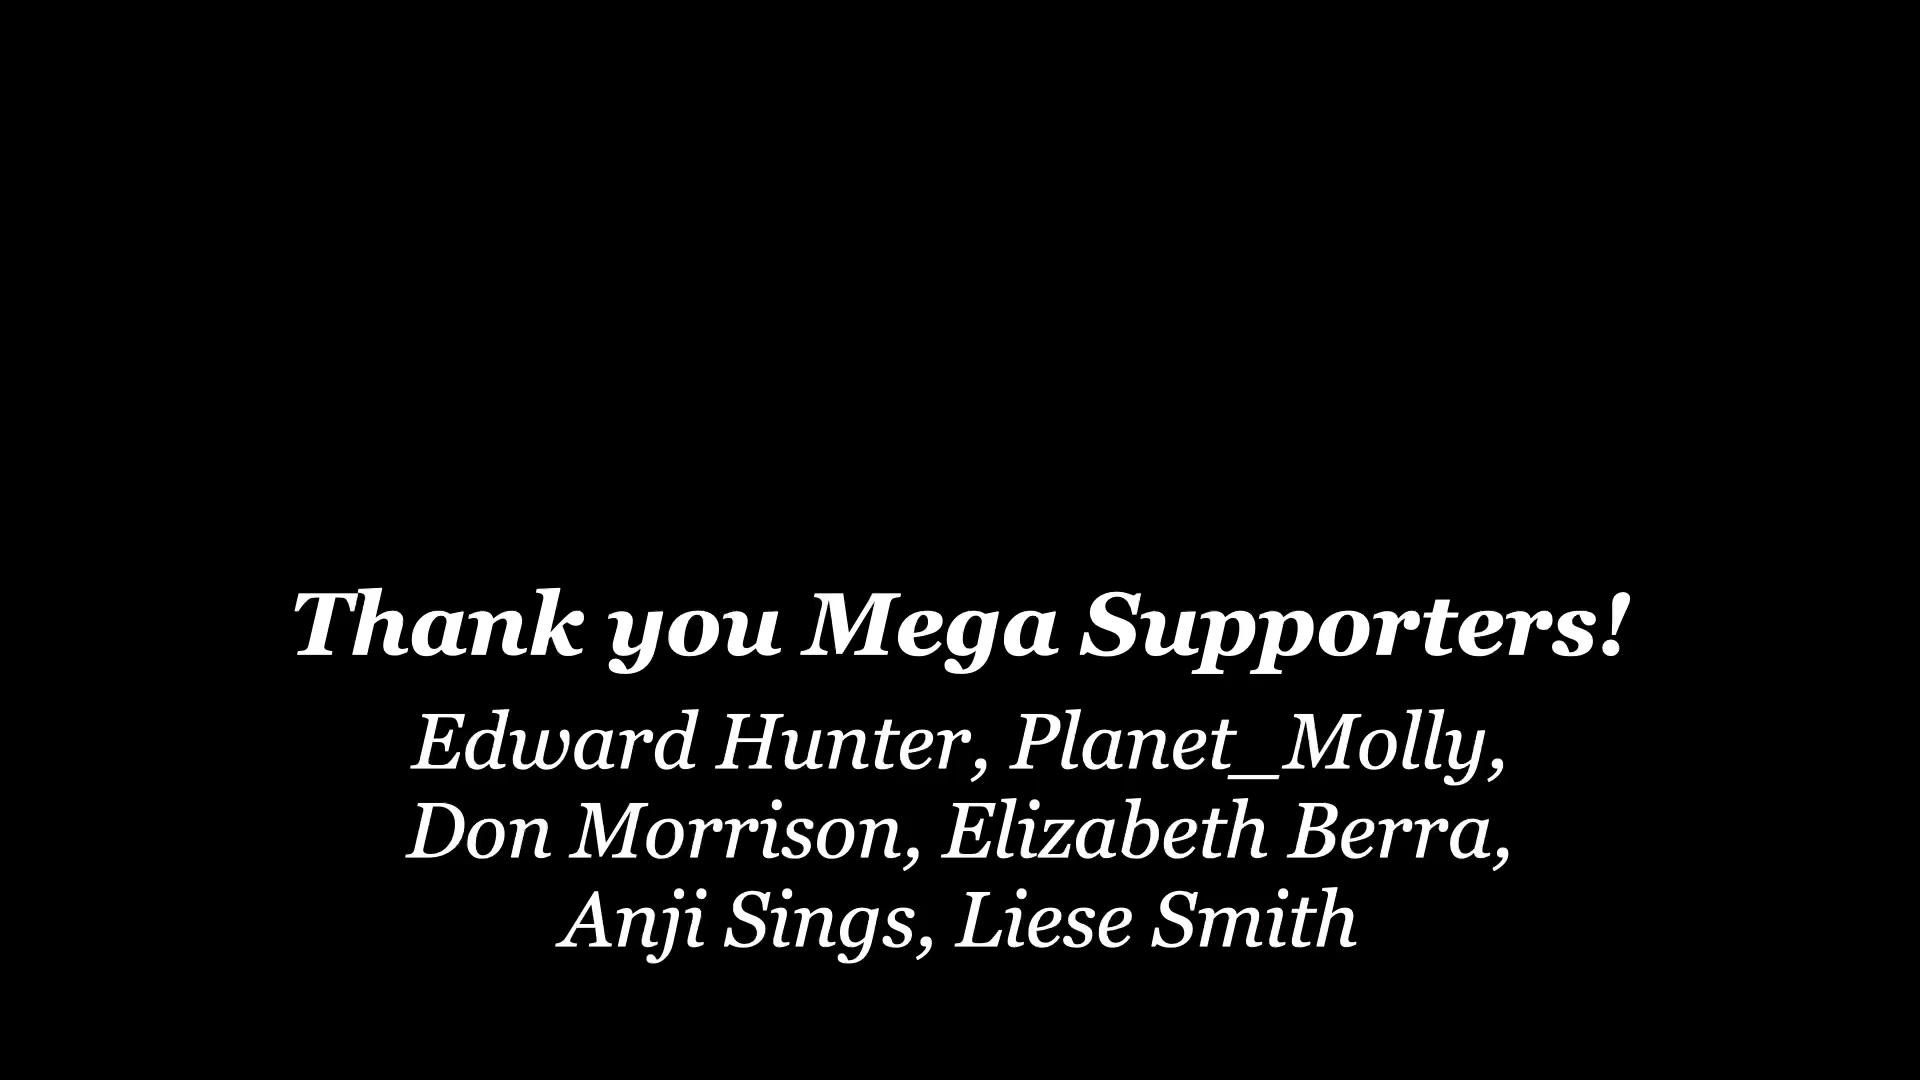 Thank you Mega Supporters!
Edward Hunter, Planet_Molly,
Don Morrison, Elizabeth Berra,
Anji Sings, Liese Smith